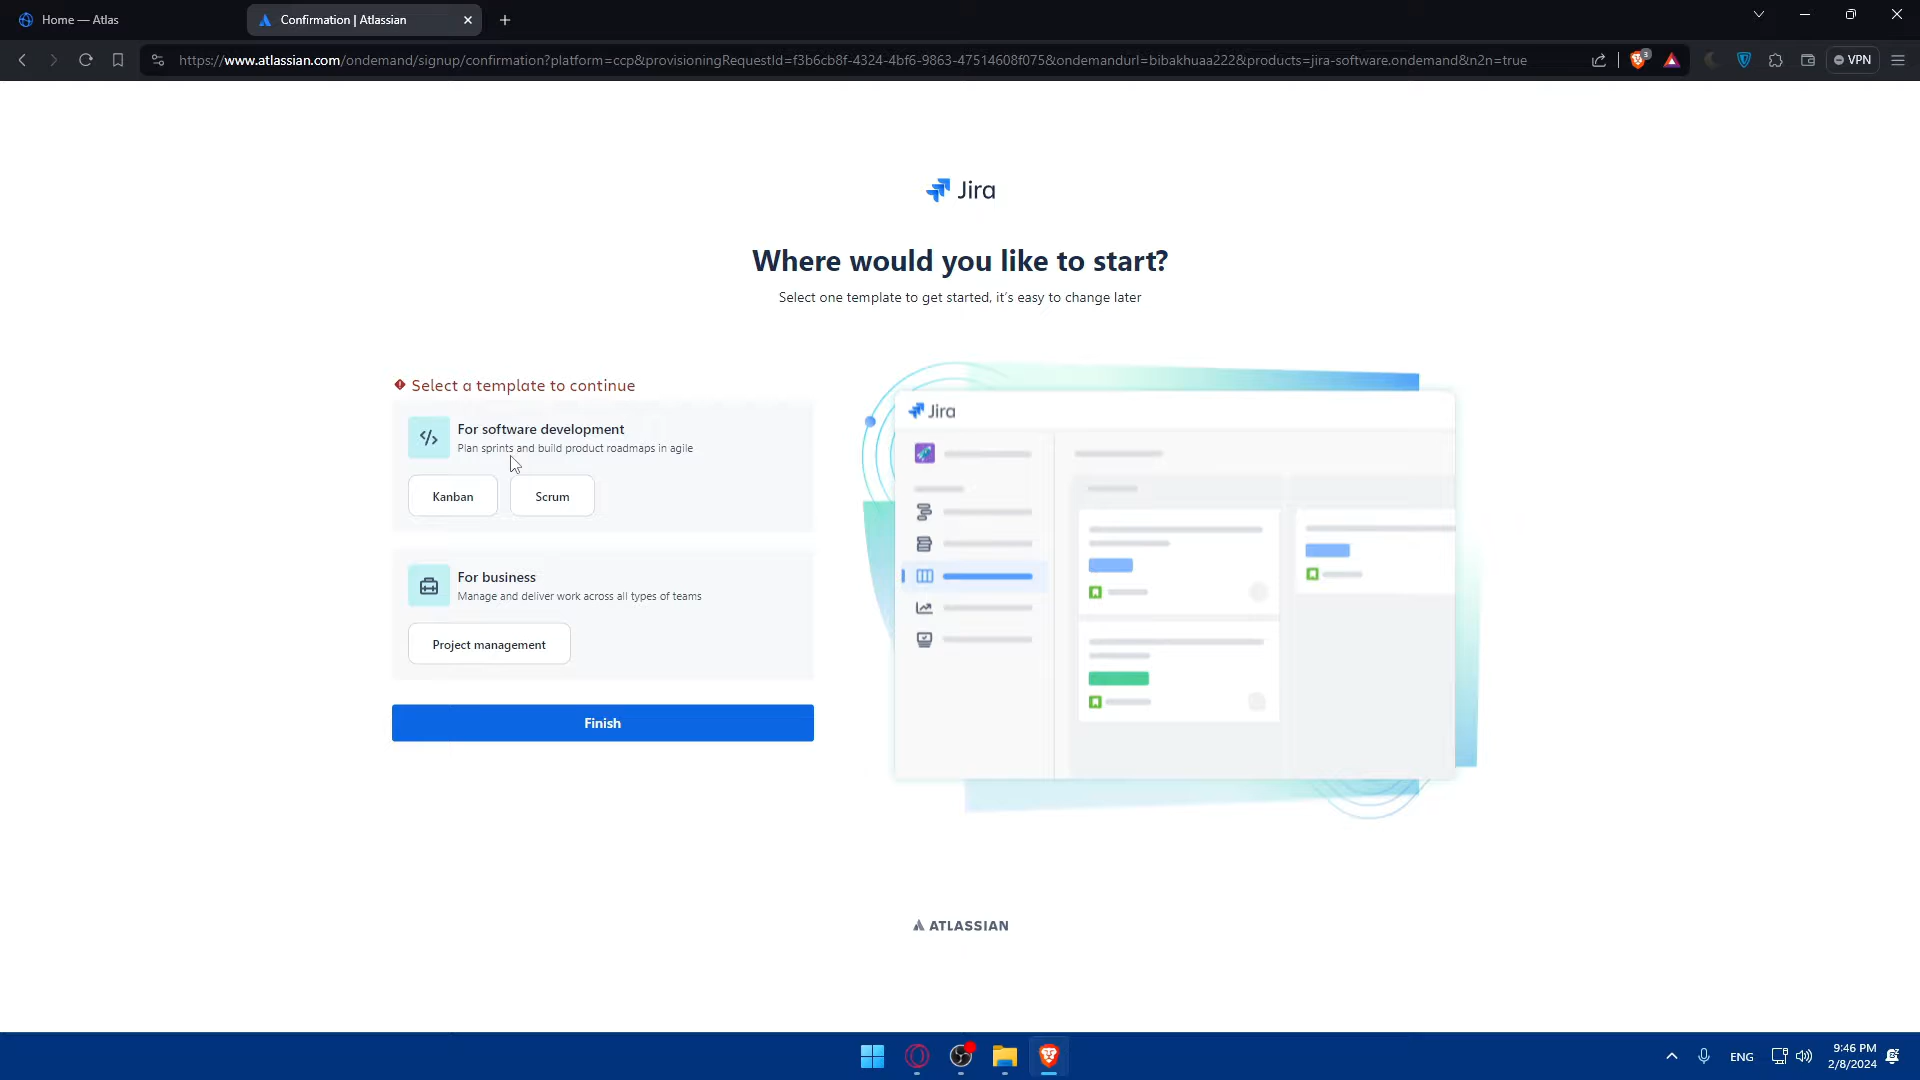 Home — Atlas
Confirmation | Atlassian
https://www.atlassian.com/ondemand/signup/confirmation?platform=ccp&provisioningRequestId=f3b6cb8f-4324-4bf6-9863-47514608f075&ondemandurl=bibakhuaa222&products=jira-software.ondemand&n2n=true
3
VPN
Jira
Where would you like to start?
Select one template to get started, it's easy to change later
Select a template to continue
For software development
Plan sprints and build product roadmaps in agile
Kanban
Scrum
For business
Manage and deliver work across all types of teams
Project management
Finish
Jira
ATLASSIAN
ENG
9:46 PM
2/8/2024